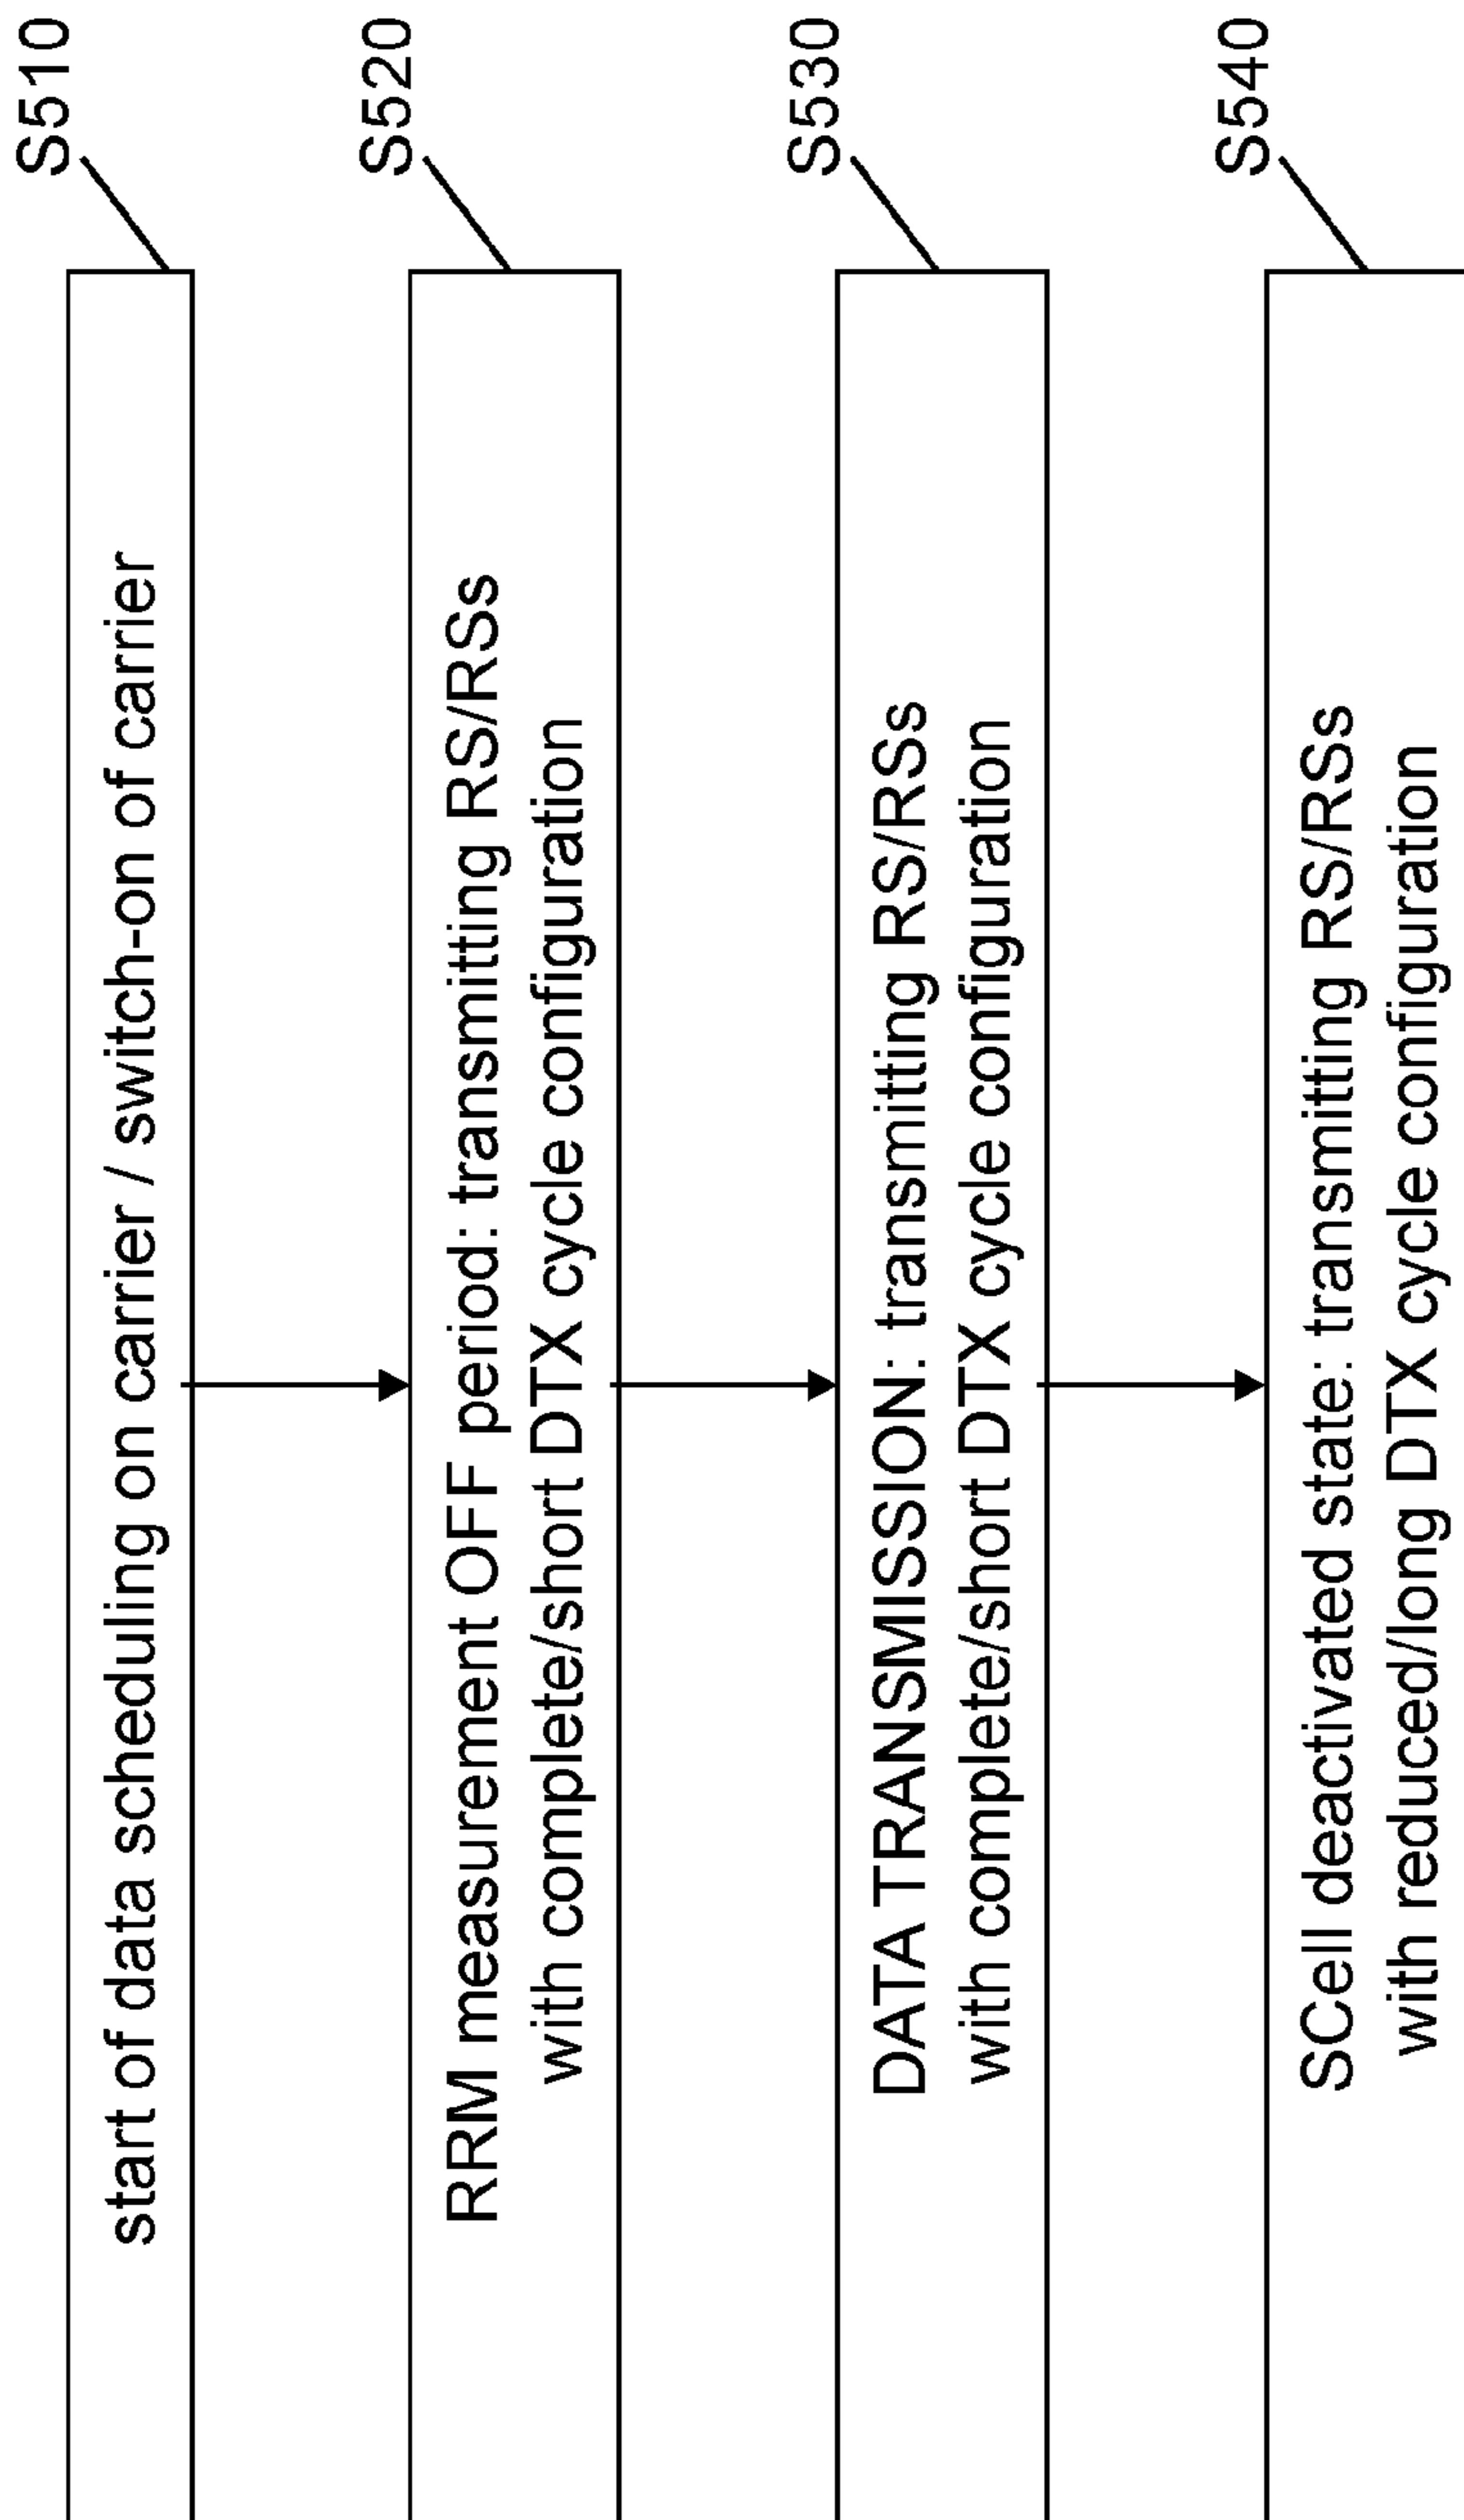 S510
start of data scheduling on carrier / switch-on of carrier
S520
RRM measurement OFF period: transmitting RS/RSs
with complete/short DTX cycle configuration
S530
DATA TRANSMISSION: transmitting RS/RSs
with complete/short DTX cycle configuration
S540
SCell deactivated state: transmitting RS/RSs
with reduced/long DTX cycle configuration